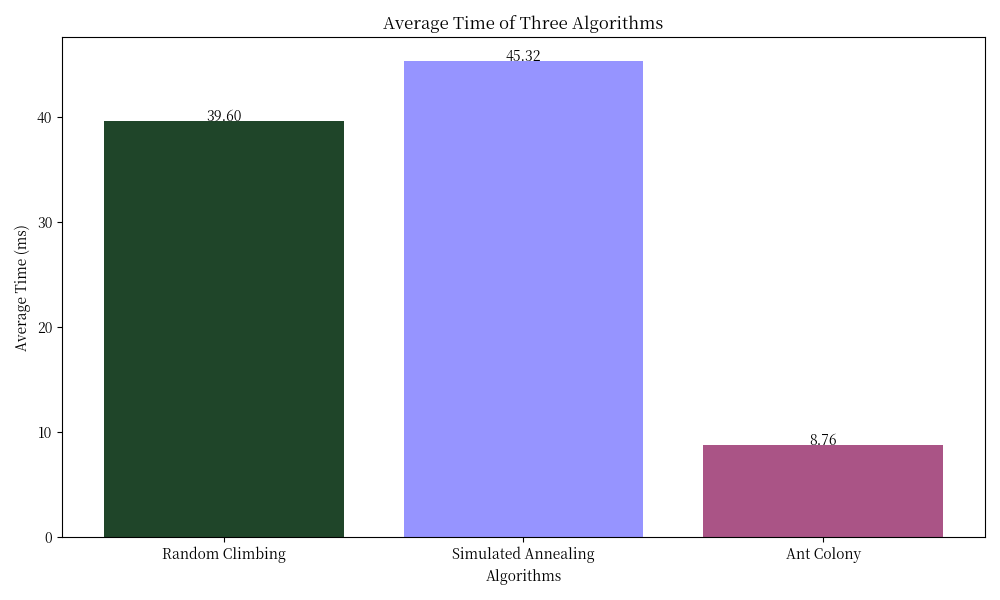 Average Time of Three Algorithms
45.32
39.60
8.76
Average Time (ms)
40
30
20
10
0
Random Climbing
Simulated Annealing
Ant Colony
Algorithms